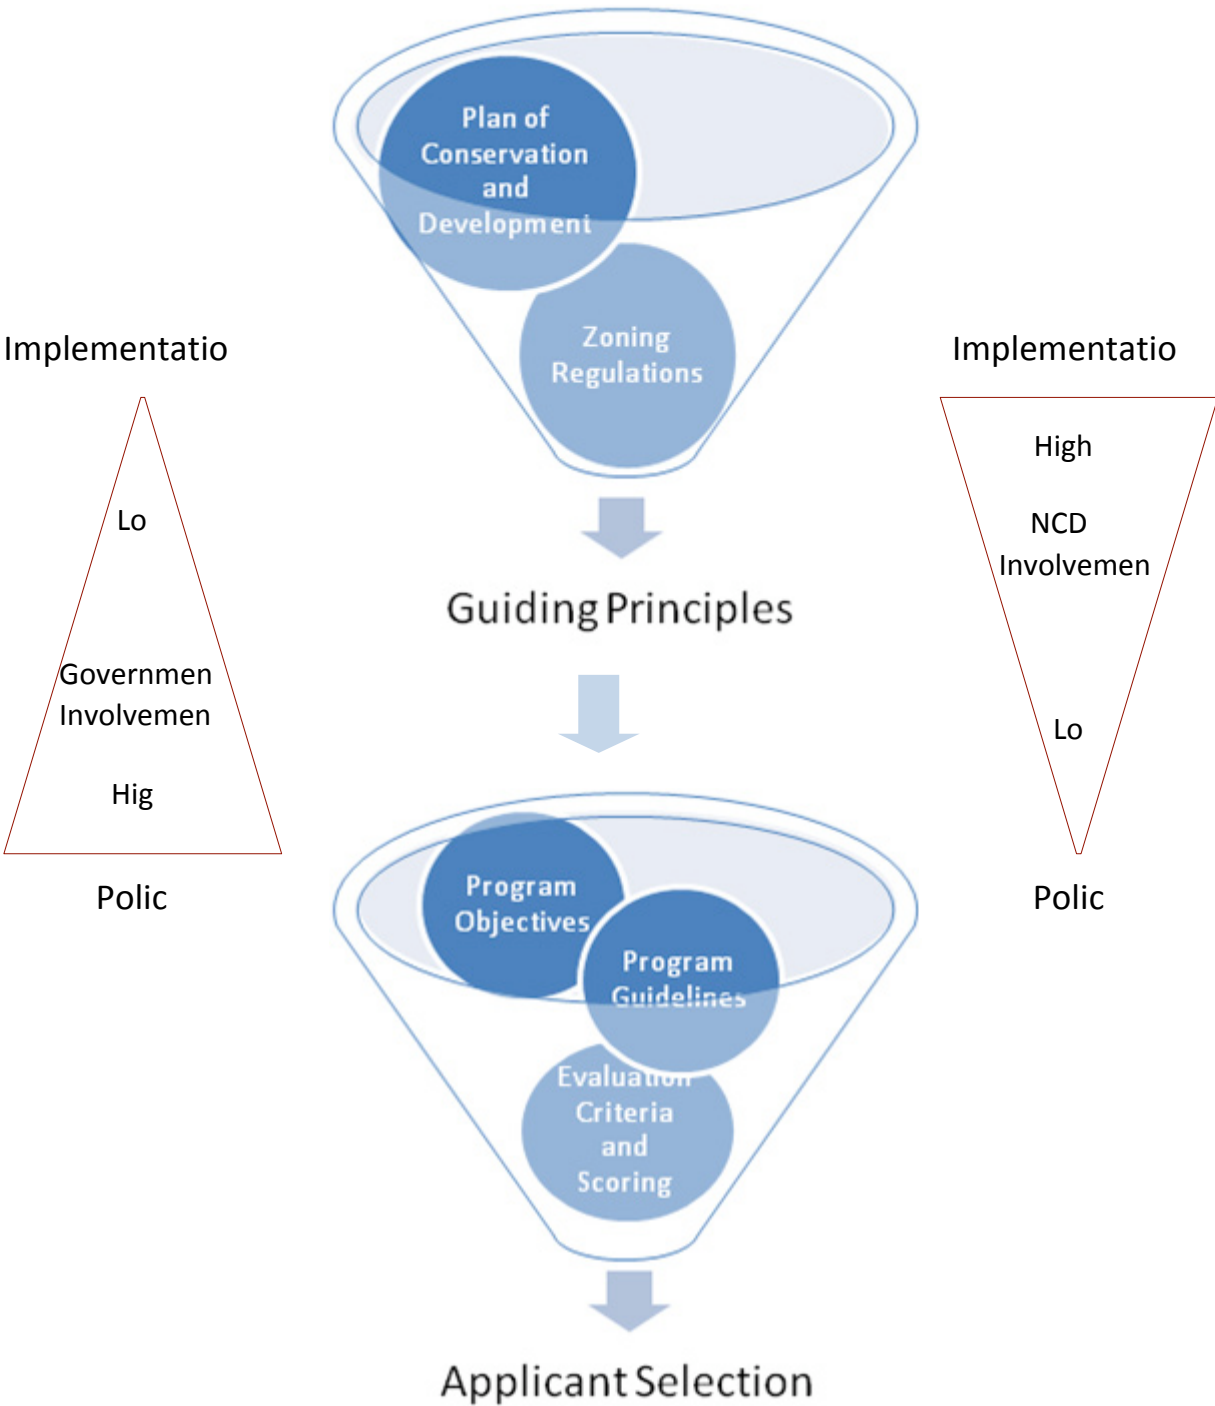 Plan of
Conservation
and
Development
Zoning
Regulations
Implementatio
Lo
Governmen
Involvemen
Hig
Polic
Implementatio
High
NCD
Involvemen
Lo
Polic
Guiding Principles
Program
Objectives
Program
Guidelines
Evaluation
Criteria
and
Scoring
Applicant Selection